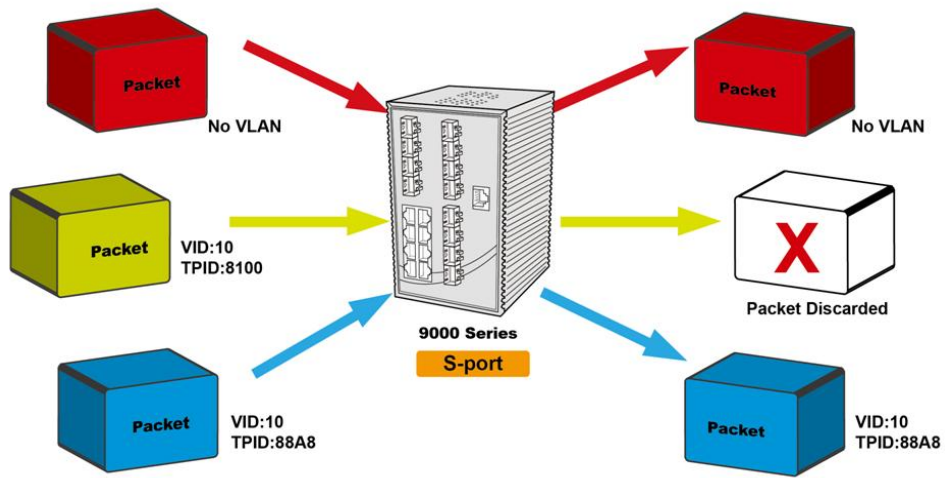 Packet
No VLAN
Packet
No VLAN
Packet
VID:10
TPID:8100
X
Packet Discarded
9000 Series
S-port
Packet
VID:10
TPID:88A8
Packet
VID:10
TPID:88A8